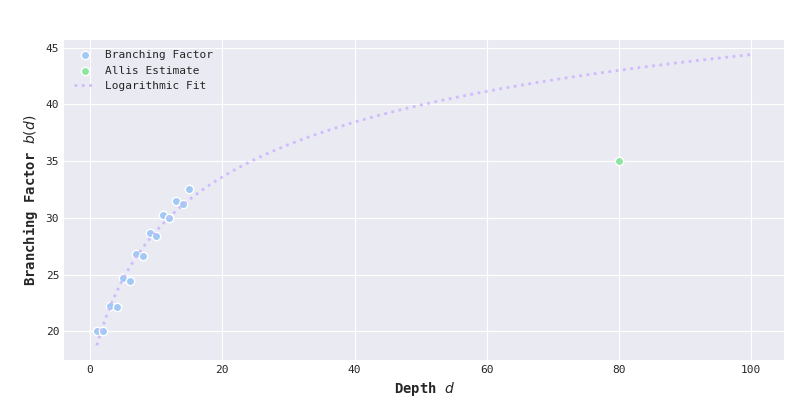 Branching Factor
Allis Estimate
Logarithmic Fit
Branching Factor b(d)
45
40
35
30
25
20
0 20 40 60 80 100
Depth d